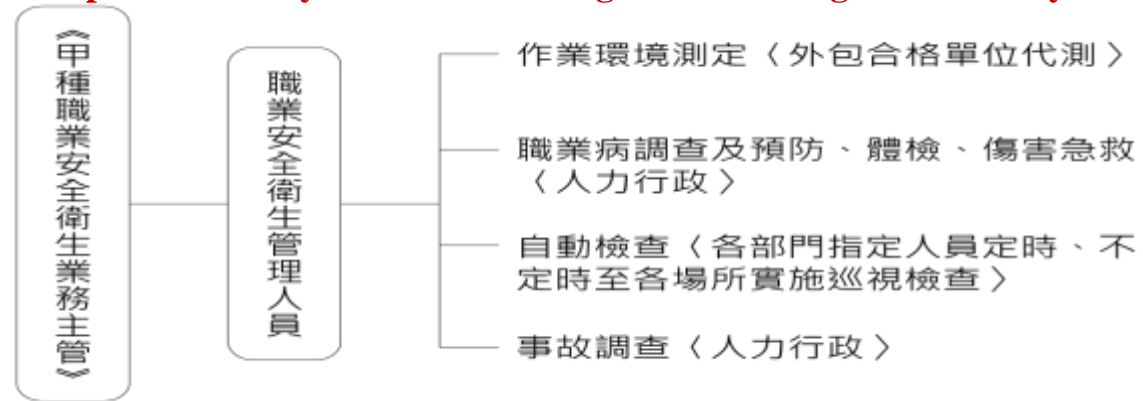 《甲種職業安全衛生業務主管》
職業安全衛生管理人員
作業環境測定〈外包合格單位代測〉
職業病調查及預防、體檢、傷害急救
〈人力行政〉
自動檢查〈各部門指定人員定時、不
定時至各場所實施巡視檢查〉
事故調查〈人力行政〉